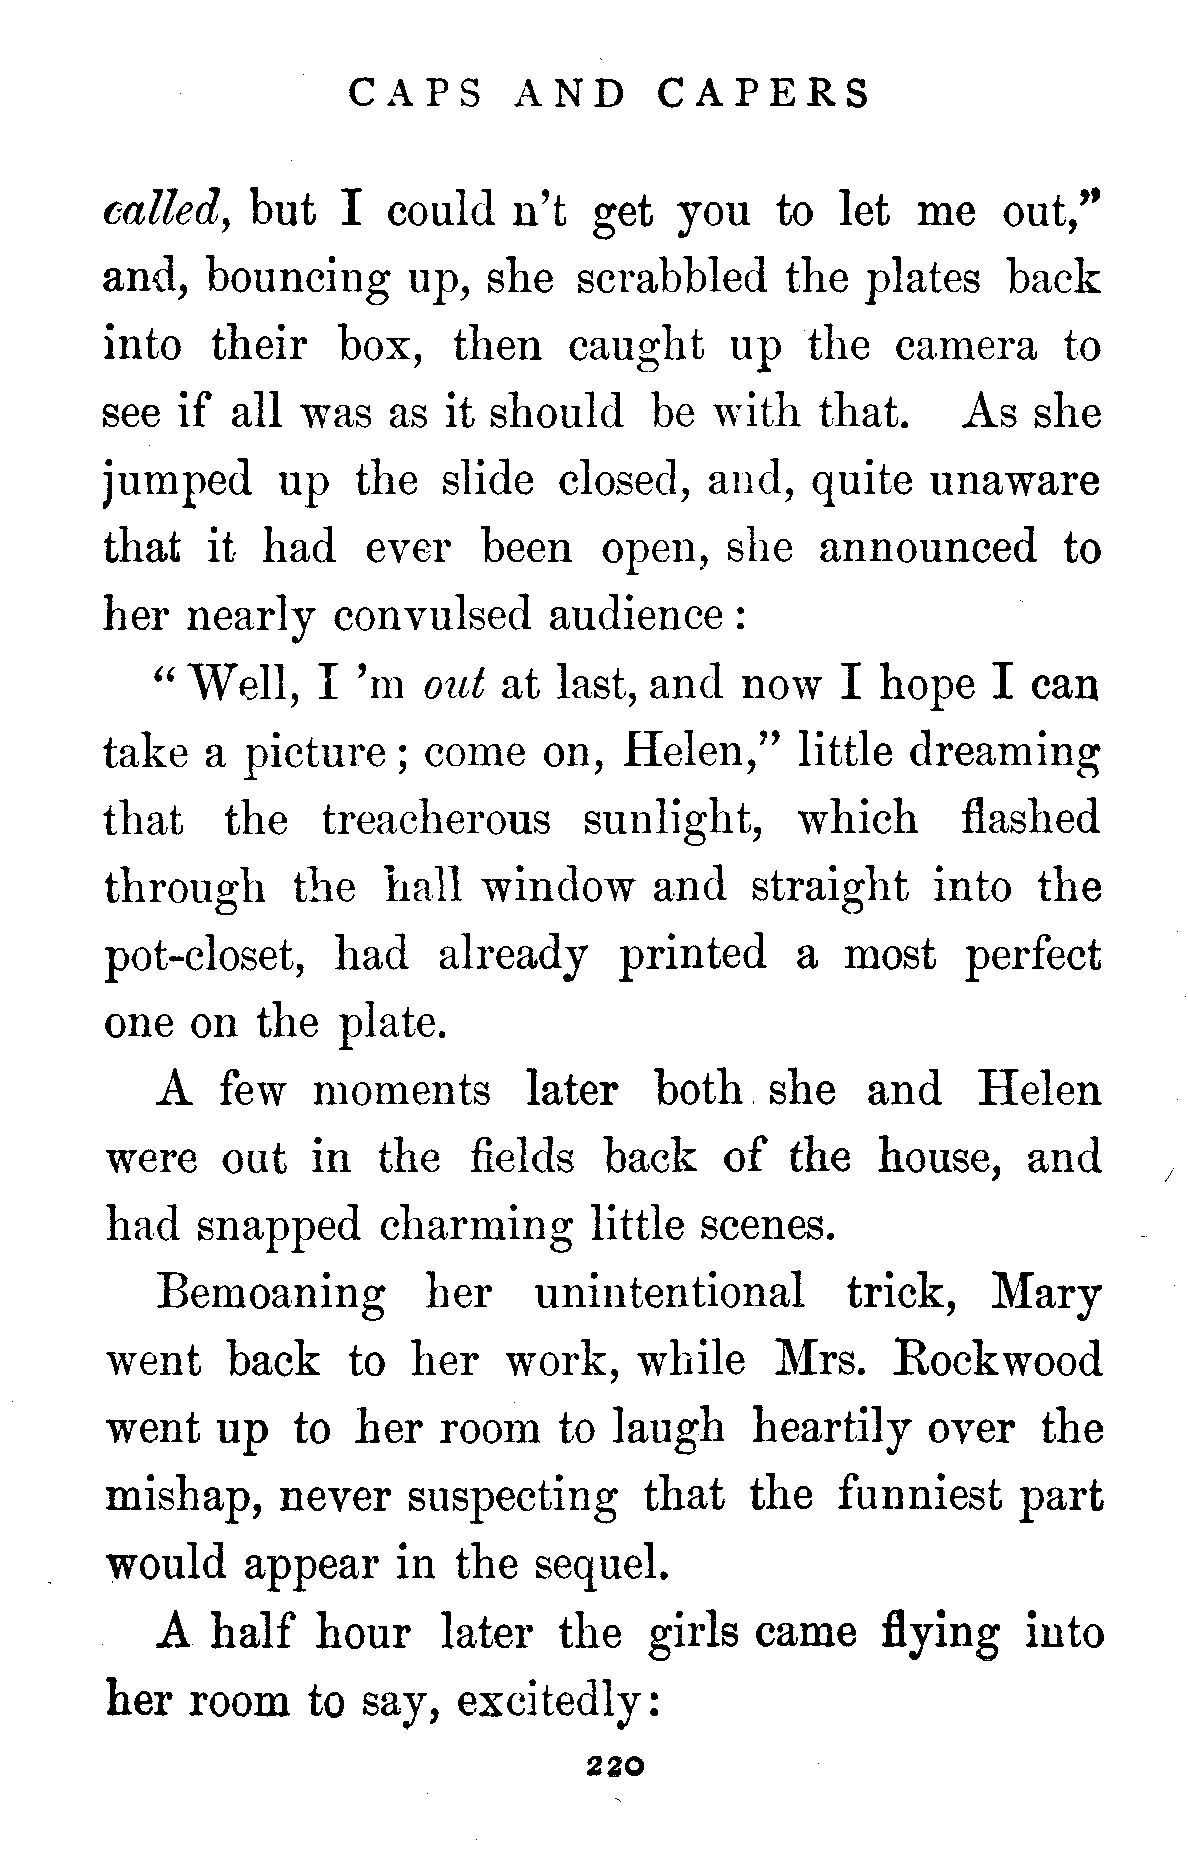 CAPS AND CAPERS
called, but I could n't get you to let me out,"
and, bouncing up, she scrabbled the plates back
into their box, then caught up the camera to
see if all was as it should be with that. As she
jumped up the slide closed, and, quite unaware
that it had ever been open, she announced to
her nearly convulsed audience :
" Well, I 'm out at last, and now I hope I can
take a picture ; come on, Helen," little dreaming
that the treacherous sunlight, which flashed
through the hall window and straight into the
pot-closet, had already printed a most perfect
one on the plate.
A few moments later both she and Helen
were out in the fields back of the house, and
had snapped charming little scenes.
Bemoaning her unintentional trick, Mary
went back to her work, while Mrs. Rockwood
went up to her room to laugh heartily over the
mishap, never suspecting that the funniest part
would appear in the sequel.
A half hour later the girls came flying into
her room to say, excitedly:
220